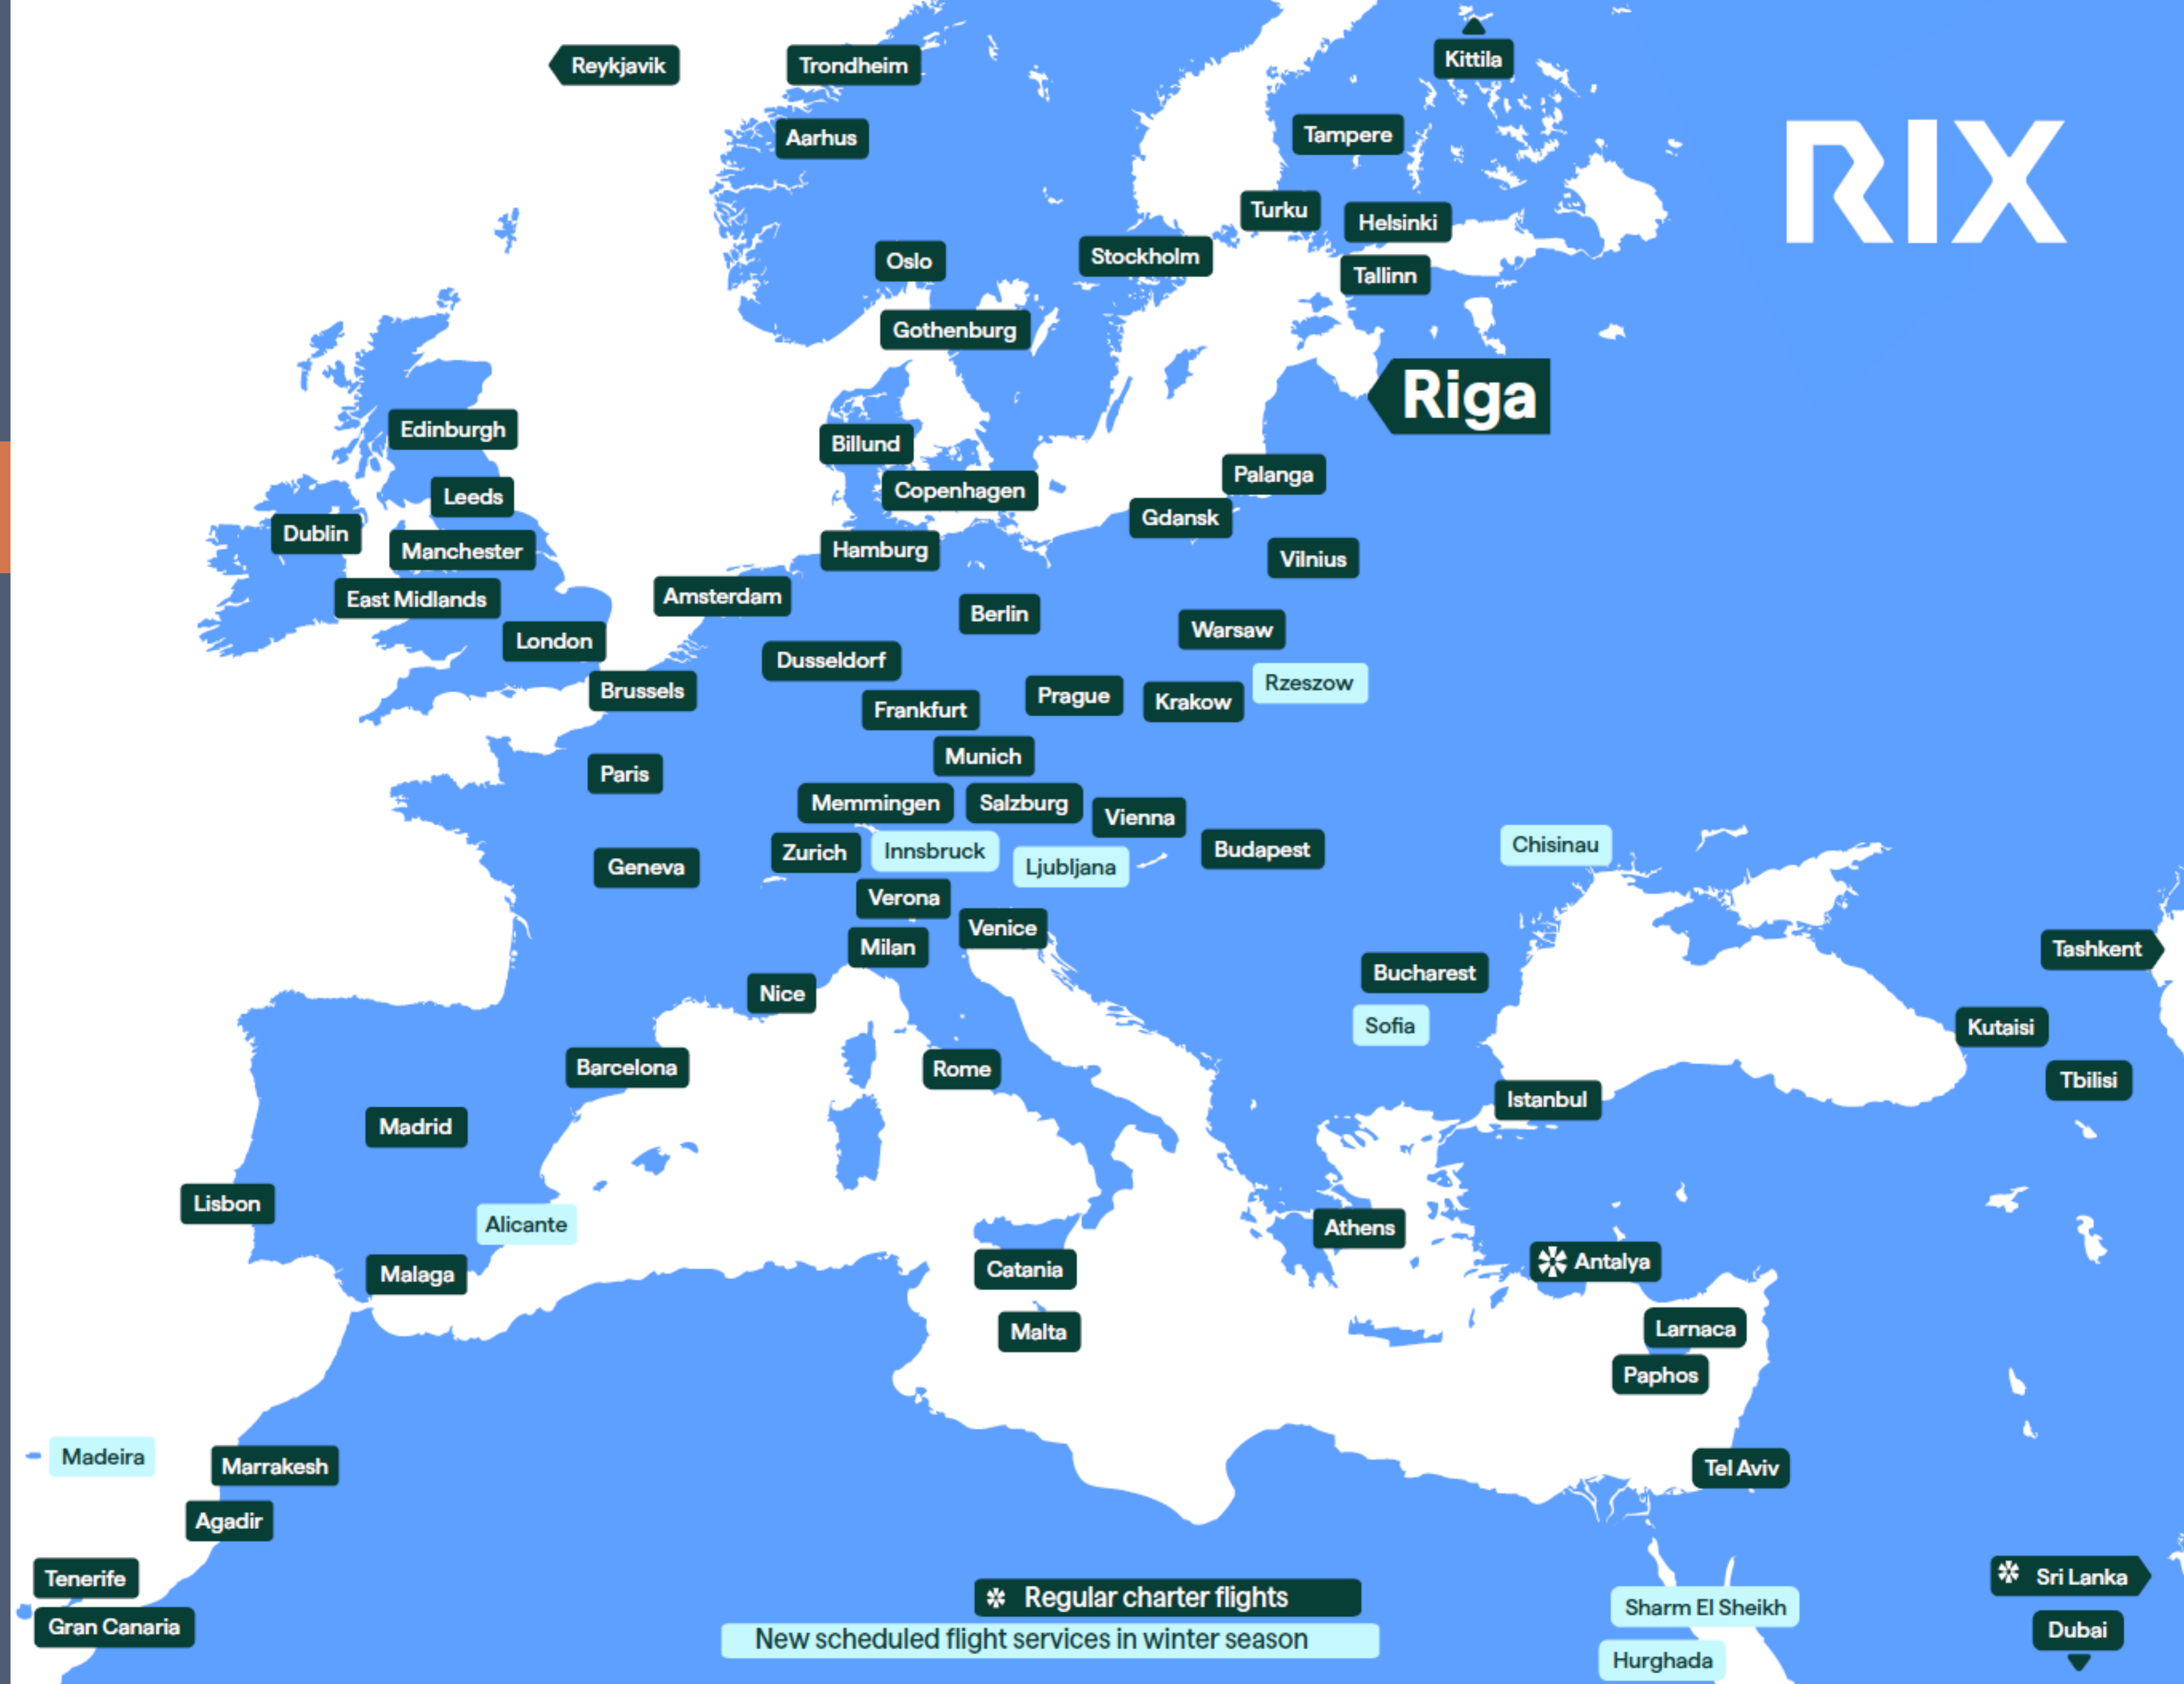 Kittila
Reykjavik
Trondheim
Tampere
Aarhus
RIX
Turku
Helsinki
Stockholm
Oslo
Tallinn
Gothenburg
Riga
Edinburgh
Billund
Palanga
Copenhagen
Leeds
Gdansk
Dublin
Manchester
Hamburg
Vilnius
Amsterdam
East Midlands
Berlin
Warsaw
London
Dusseldorf
Rzeszow
Brussels
Prague
Krakow
Frankfurt
Munich
Paris
Memmingen
Salzburg
Vienna
Chisinau
Budapest
Zurich
Innsbruck
Geneva
Ljubljana
Verona
Venice
Milan
Tashkent
Bucharest
Nice
Sofia
Kutaisi
Barcelona
Rome
Tbilisi
Istanbul
Madrid
Lisbon
Alicante
Athens
Antalya
Catania
Malaga
Larnaca
Malta
Paphos
Madeira
Marrakesh
Tel Aviv
Agadir
Tenerife
Sri Lanka
Regular charter flights
Sharm El Sheikh
Gran Canaria
Dubai
New scheduled flight services in winter season
Hurghada